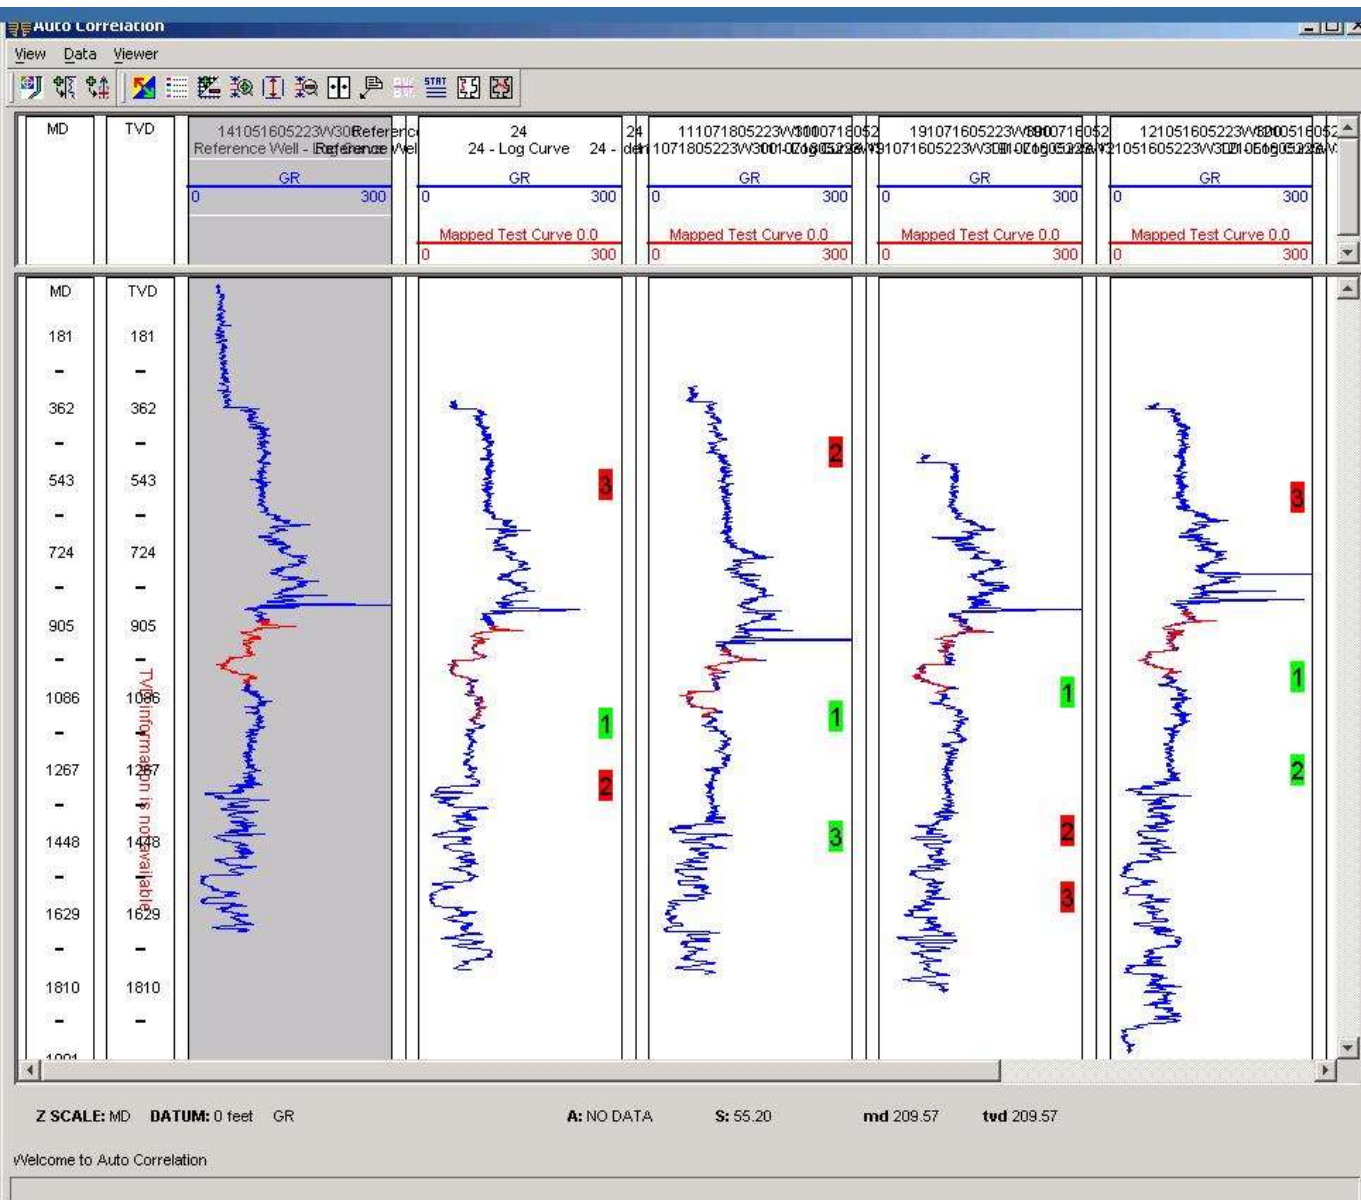 Auto Correlation
View Data Viewer
STAT
MD TVD 24 24
24 - Log Curve
GR GR GR GR GR
0 300 0 300 0 300 0 300 0 300
Mapped Test Curve 0.0 Mapped Test Curve 0.0 Mapped Test Curve 0.0 Mapped Test Curve 0.0
0 300 0 300 0 300 0 300
MD TVD
181 181
362 362
2
543 543 3 3
724 724
905 905
1086 1086 1 1
1 1
1267 1267 2 2
1448 1448 3 2
1629 1629 3
1810 1810
TVD information is not available
Z SCALE: MD DATUM: 0 feet GR A: NO DATA S: 55.20 md 209.57 tvd 209.57
Welcome to Auto Correlation